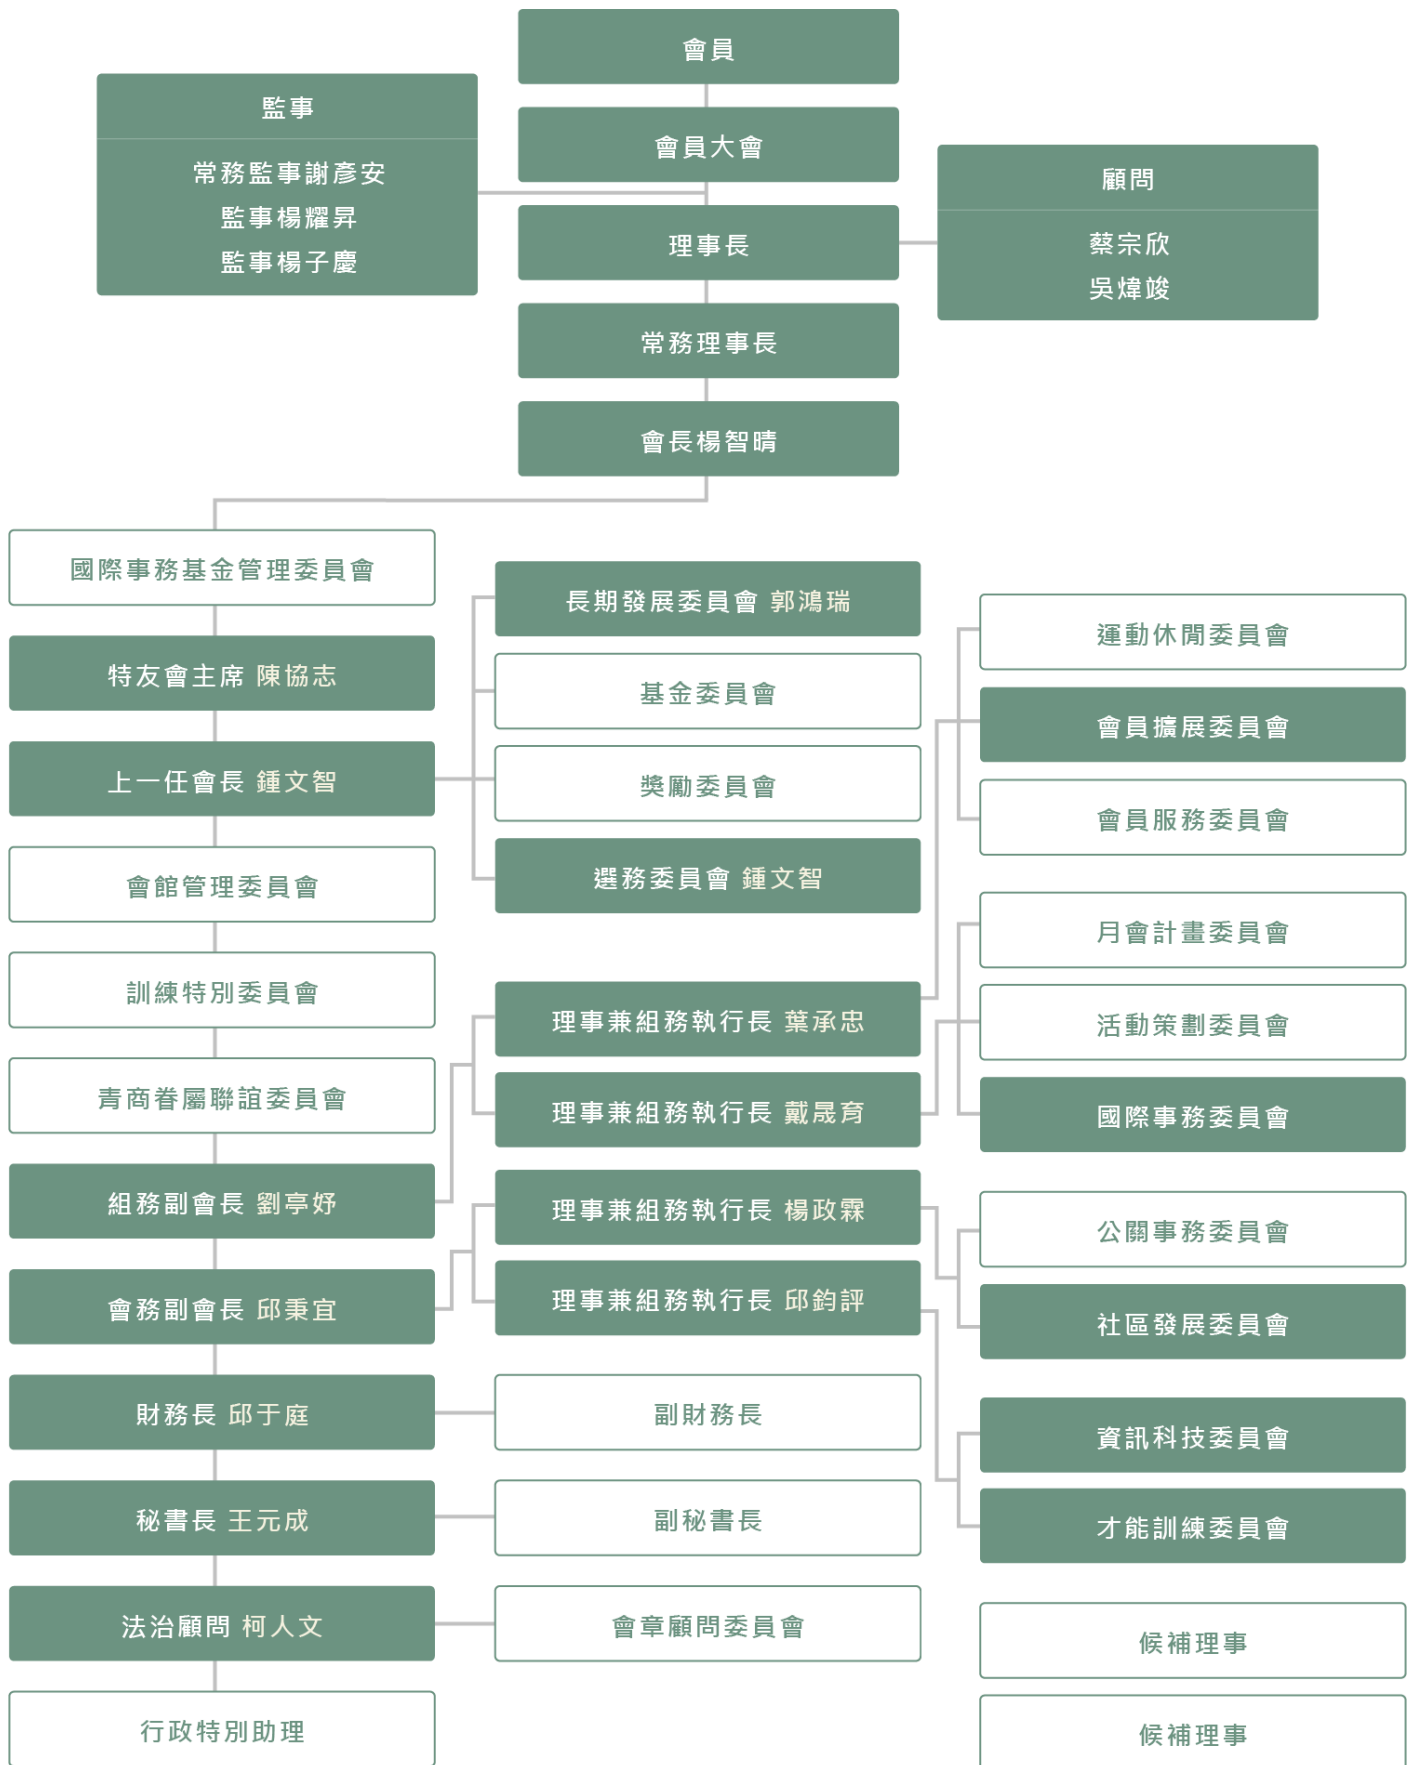 會員
監事
常務監事謝彥安
監事楊耀昇
監事楊子慶
會員大會
顧問
蔡宗欣
吳煒竣
理事長
常務理事長
會長楊智晴
國際事務基金管理委員會
特友會主席 陳協志
上一任會長 鍾文智
會館管理委員會
訓練特別委員會
青商眷屬聯誼委員會
組務副會長 劉亭妤
會務副會長 邱秉宜
財務長 邱于庭
秘書長 王元成
法治顧問 柯人文
行政特別助理
長期發展委員會 郭鴻瑞
基金委員會
獎勵委員會
選務委員會 鍾文智
理事兼組務執行長 葉承忠
理事兼組務執行長 戴晟育
理事兼組務執行長 楊政霖
理事兼組務執行長 邱鈞評
副財務長
副秘書長
會章顧問委員會
運動休閒委員會
會員擴展委員會
會員服務委員會
月會計畫委員會
活動策劃委員會
國際事務委員會
公關事務委員會
社區發展委員會
資訊科技委員會
才能訓練委員會
候補理事
候補理事